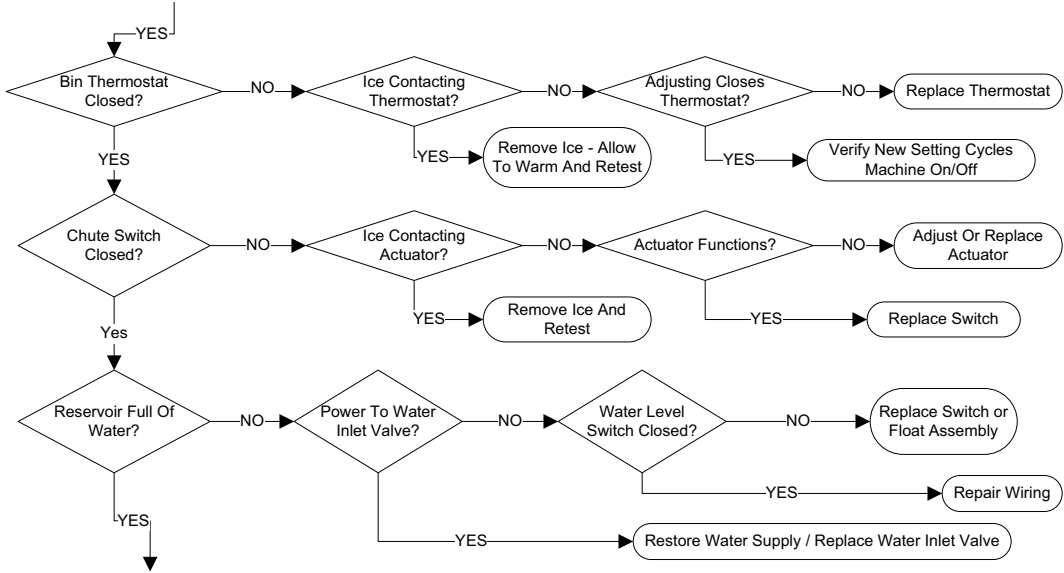 YES
Bin Thermostat
Closed?
NO
Ice Contacting
Thermostat?
NO
Adjusting Closes
Thermostat?
NO
Replace Thermostat
YES
YES
Remove Ice - Allow
To Warm And Retest
YES
Verify New Setting Cycles
Machine On/Off
Chute Switch
Closed?
NO
Ice Contacting
Actuator?
NO
Actuator Functions?
NO
Adjust Or Replace
Actuator
Yes
YES
Remove Ice And
Retest
YES
Replace Switch
Reservoir Full Of
Water?
NO
Power To Water
Inlet Valve?
NO
Water Level
Switch Closed?
NO
Replace Switch or
Float Assembly
YES
Repair Wiring
YES
YES
Restore Water Supply / Replace Water Inlet Valve